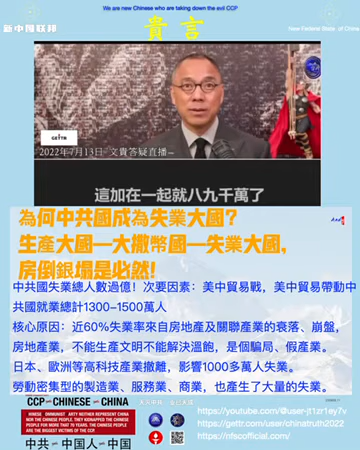 We are new Chinese who are taking down the evil CCP
新中國联邦
貴言
New Federal State of China
GETTR
2022年7月13日 文貴答疑直播
這加在一起就八九千萬了
為何中共國成為失業大國?
生產大國—大撒幣國—失業大國,
房倒銀塌是必然!
中共國失業總人數過億!次要因素:美中貿易戰,美中貿易帶動中
共國就業總計1300-1500萬人
核心原因:近60%失業率來自房地產及關聯產業的衰落、崩盤,
房地產業,不能生產文明不能解決溫飽,是個騙局、假產業。
日本、歐洲等高科技產業撤離,影響1000多萬人失業。
勞動密集型的製造業、服務業、商業,也產生了大量的失業。
CCP CHINESE CHINA
中共 中国人 中国
https://youtube.com/@user-jt1zr1ey7v
https://gettr.com/user/chinatruth2022
https://nfscofficial.com/